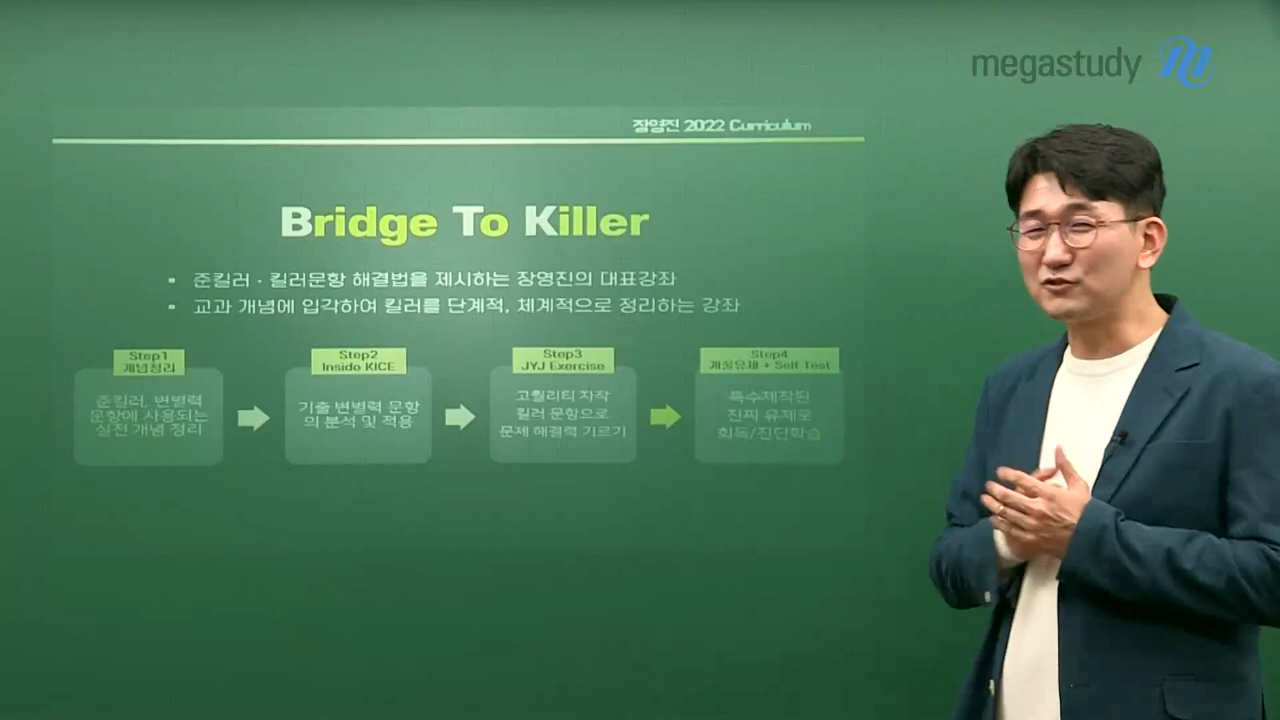 megastudy
장영진 2022 Curriculum
Bridge To Killer
• 준킬러 · 킬러문항 해결법을 제시하는 장영진의 대표강좌
• 교과 개념에 입각하여 킬러를 단계적, 체계적으로 정리하는 강좌
Step1
개념정리
준킬러, 변별력
문항에 사용되는
실전 개념 정리
Step2
Inside KICE
기출 변별력 문항
의 분석 및 적용
Step3
JYJ Exercise
고퀄리티 자작
킬러 문항으로
문제 해결력 기르기
Step4
+ Self Test
특수제작된
진짜 유제로
회독/진단학습